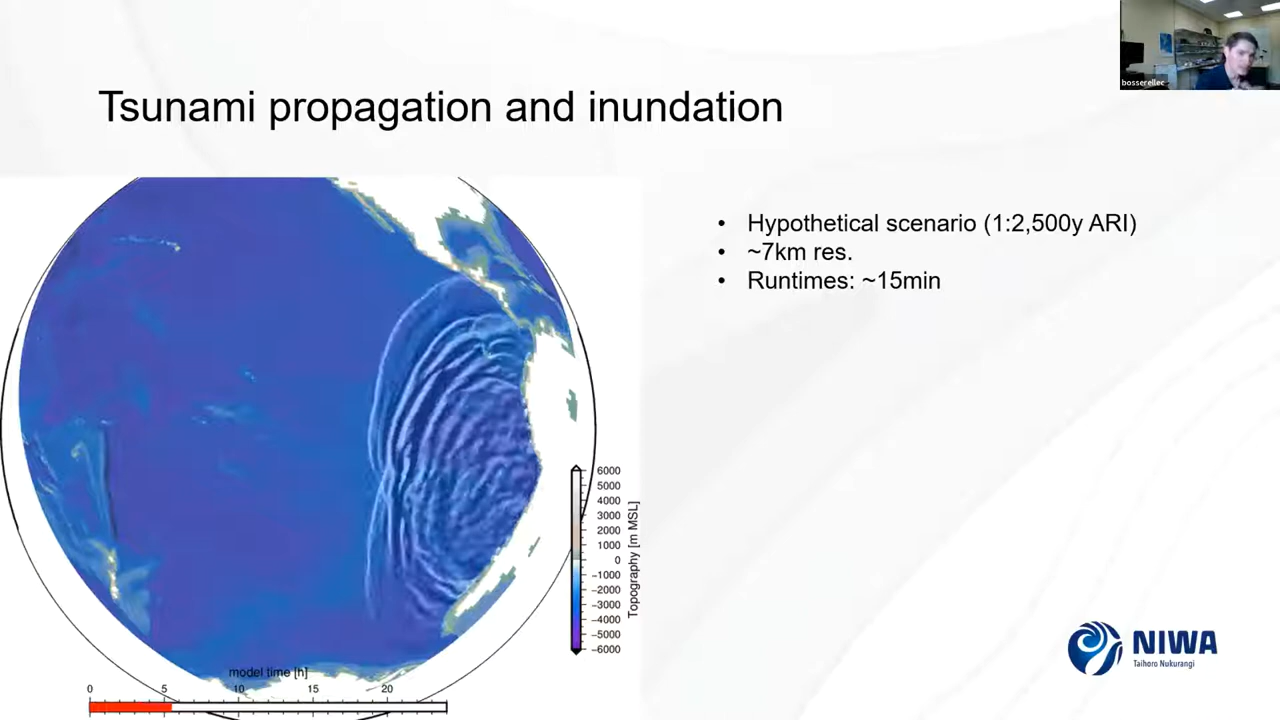 bosserellec
Tsunami propagation and inundation
• Hypothetical scenario (1:2,500y ARI)
• ~7km res.
• Runtimes: ~15min
6000
5000
4000
3000
2000
1000
0
−1000
−2000
−3000
−4000
−5000
−6000
Topography [m MSL]
model time [h]
0 5 10 15 20
NIWA
Taihoro Nukurangi